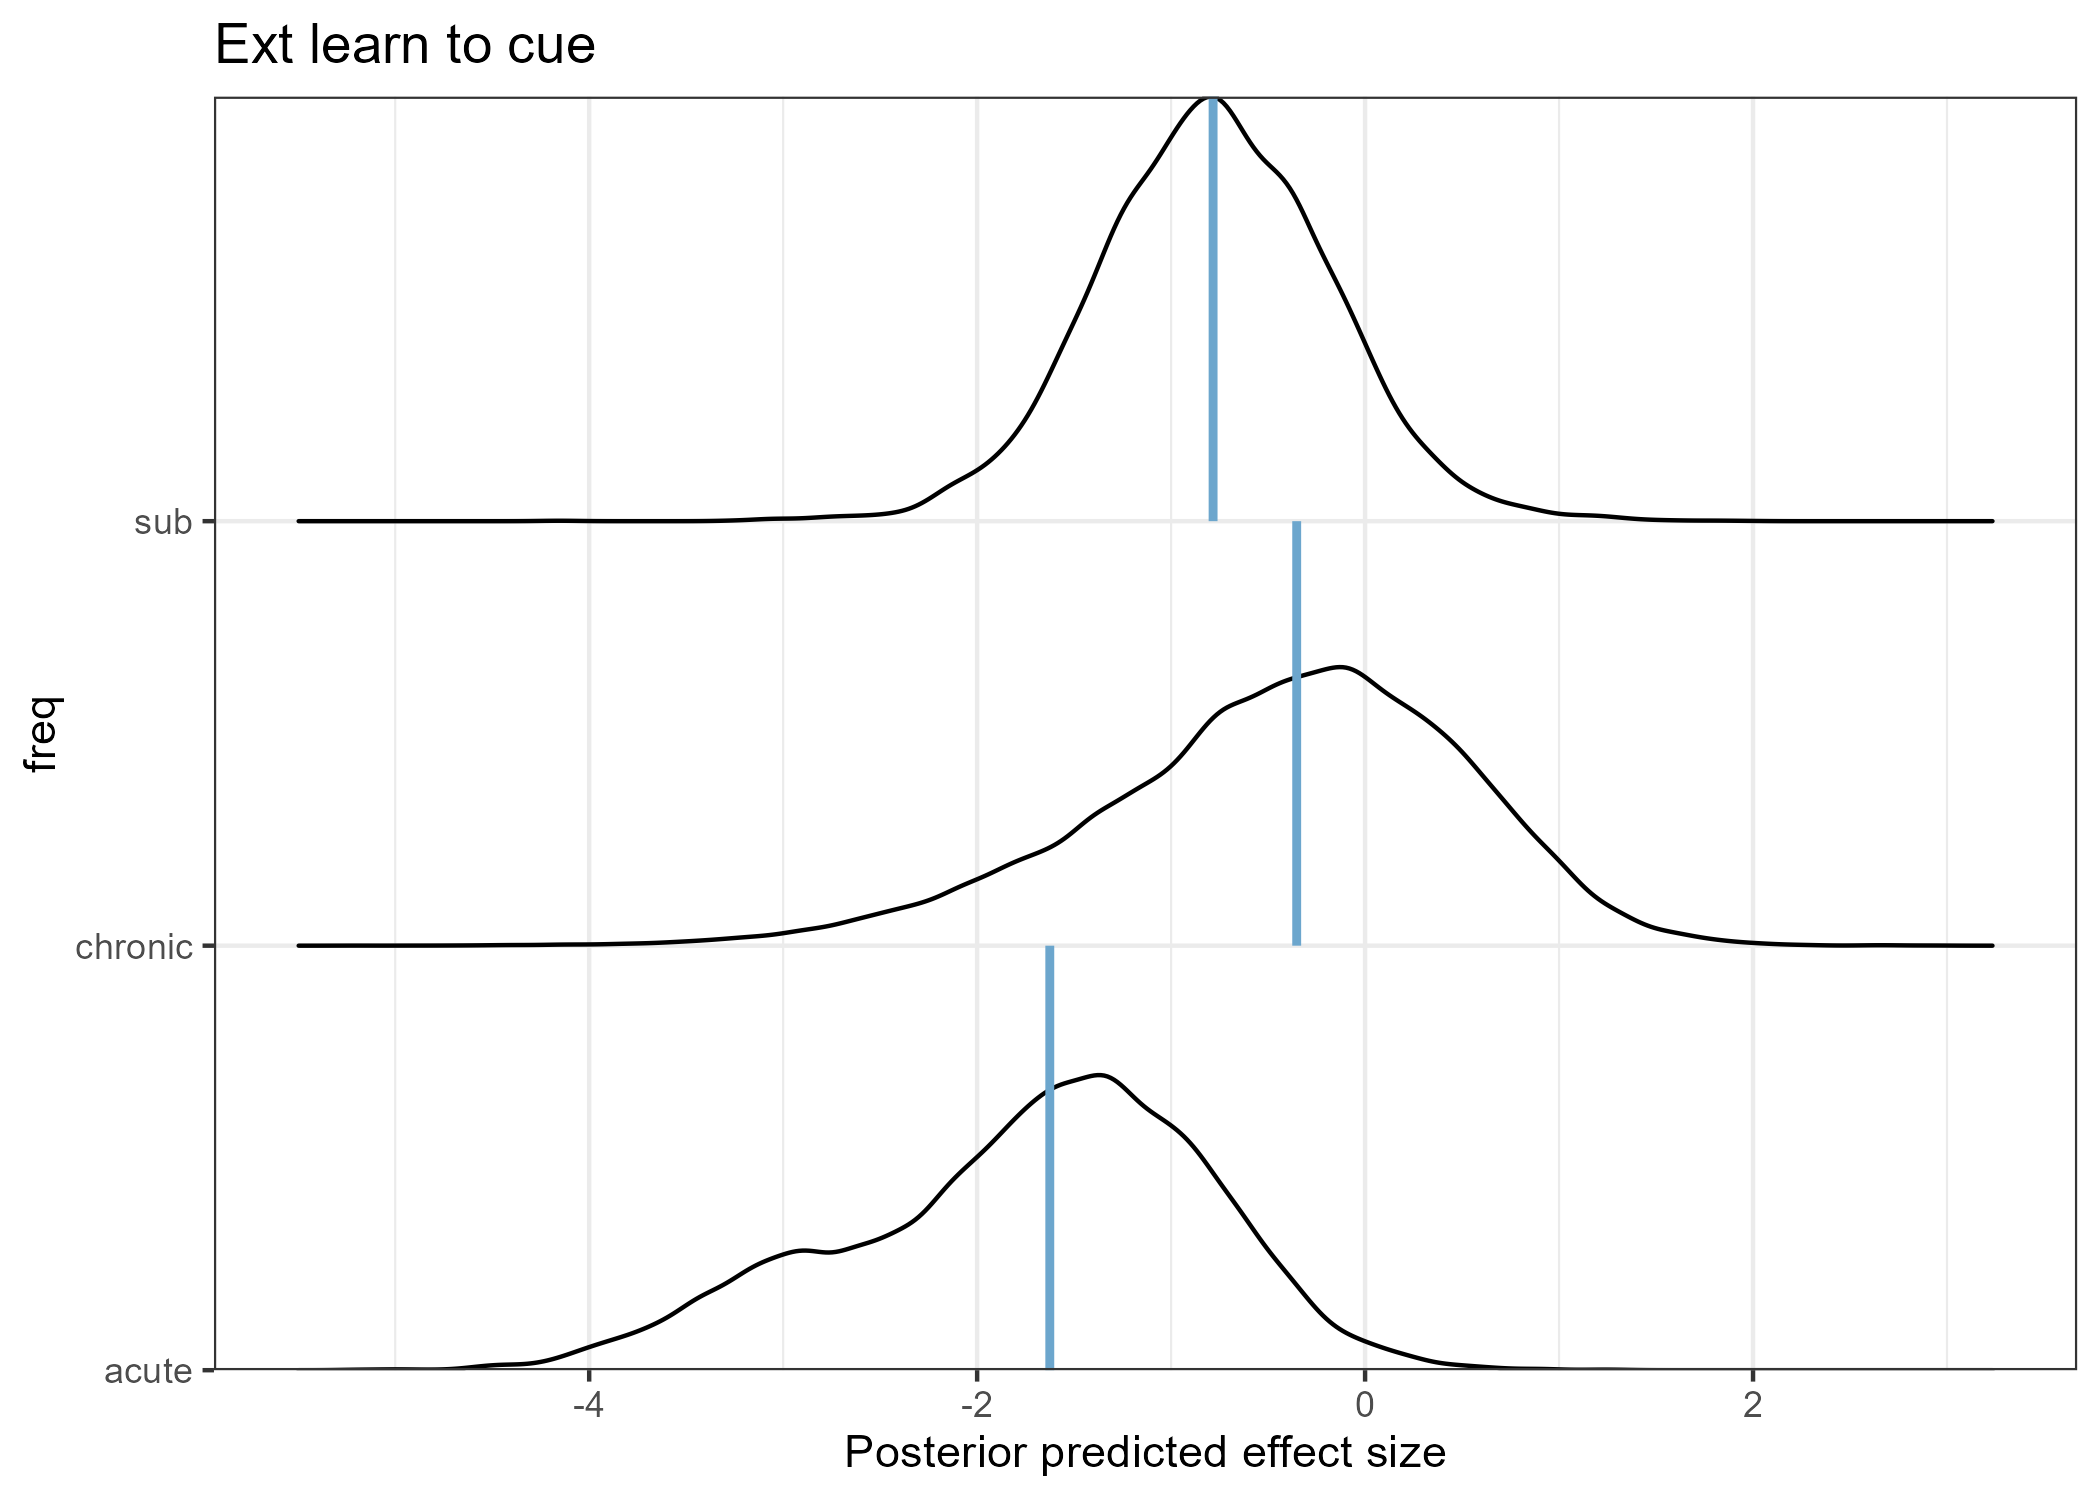 Ext learn to cue
sub
chronic
acute
freq
-4
-2
0
2
Posterior predicted effect size